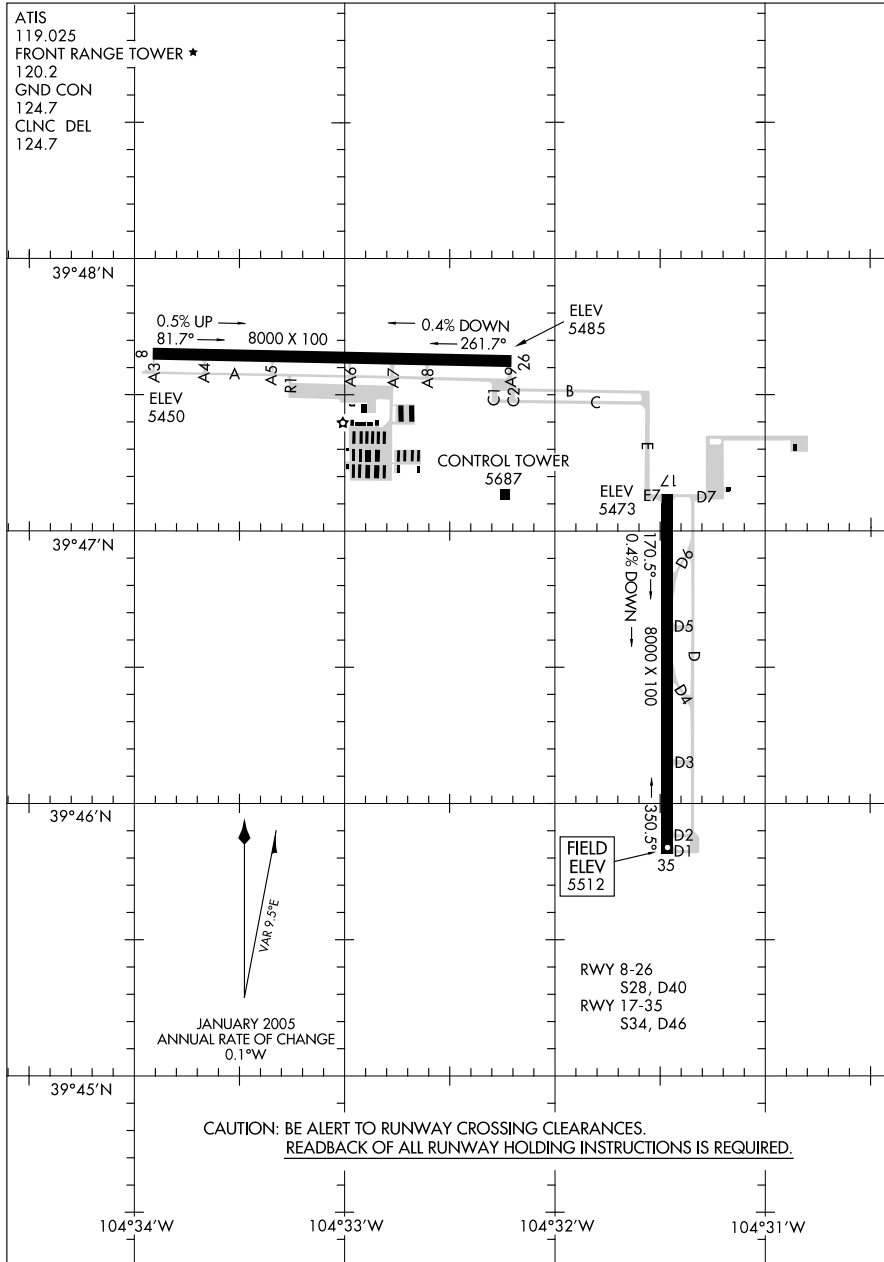 ATIS
119.025
FRONT RANGE TOWER ★
120.2
GND CON
124.7
CLNC DEL
124.7
39°48'N
0.5% UP
81.7°
8000 X 100
0.4% DOWN
261.7°
ELEV
5485
8
26
A3
A4
A
A5
R1
A6
A7
A8
A9
C1
C2
B
C
ELEV
5450
E
CONTROL TOWER
5687
ELEV
5473
E7
17
D7
39°47'N
170.5°
0.4% DOWN
D6
D5
D
8000 X 100
D4
D3
39°46'N
350.5°
D2
D1
35
FIELD
ELEV
5512
VAR 9.5°E
JANUARY 2005
ANNUAL RATE OF CHANGE
0.1°W
RWY 8-26
S28, D40
RWY 17-35
S34, D46
39°45'N
CAUTION: BE ALERT TO RUNWAY CROSSING CLEARANCES.
READBACK OF ALL RUNWAY HOLDING INSTRUCTIONS IS REQUIRED.
104°34'W
104°33'W
104°32'W
104°31'W